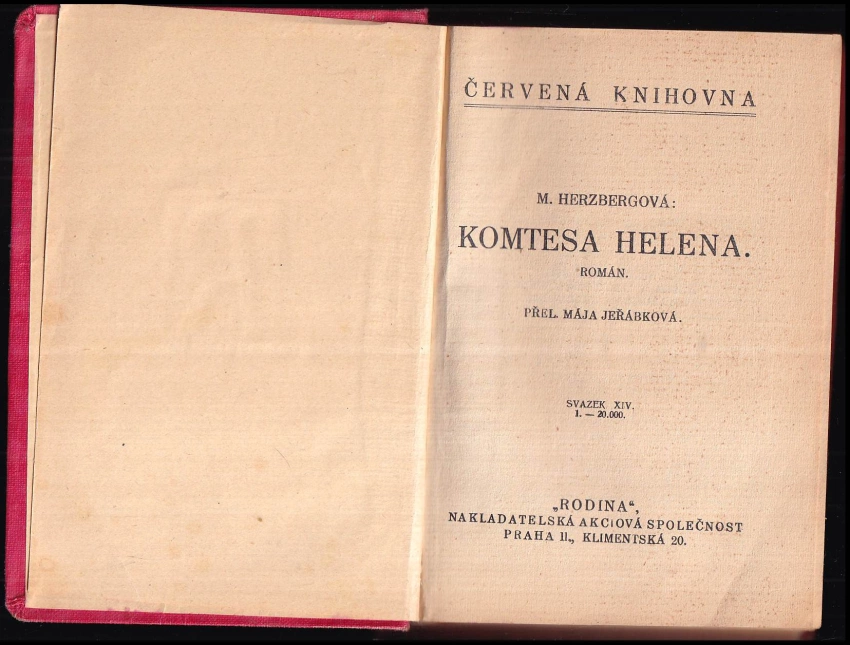 ČERVENÁ KNIHOVNA
M. HERZBERGOVÁ:
KOMTESA HELENA.
ROMÁN.
PŘEL. MÁJA JEŘÁBKOVÁ.
SVAZEK XIV.
1. — 20.000.
„RODINA“,
NAKLADATELSKÁ AKCIOVÁ SPOLEČNOST
PRAHA II., KLIMENTSKÁ 20.